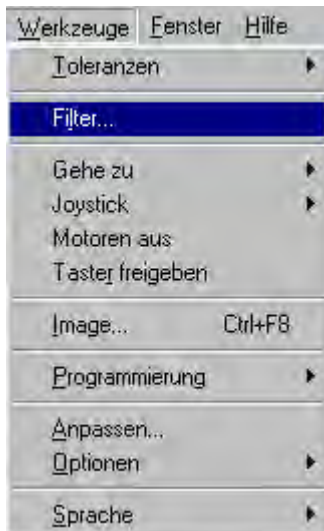 Werkzeuge Fenster Hilfe
Toleranzen
Filter...
Gehe zu
Joystick
Motoren aus
Taster freigeben
Image... Ctrl+F8
Programmierung
Anpassen...
Optionen
Sprache